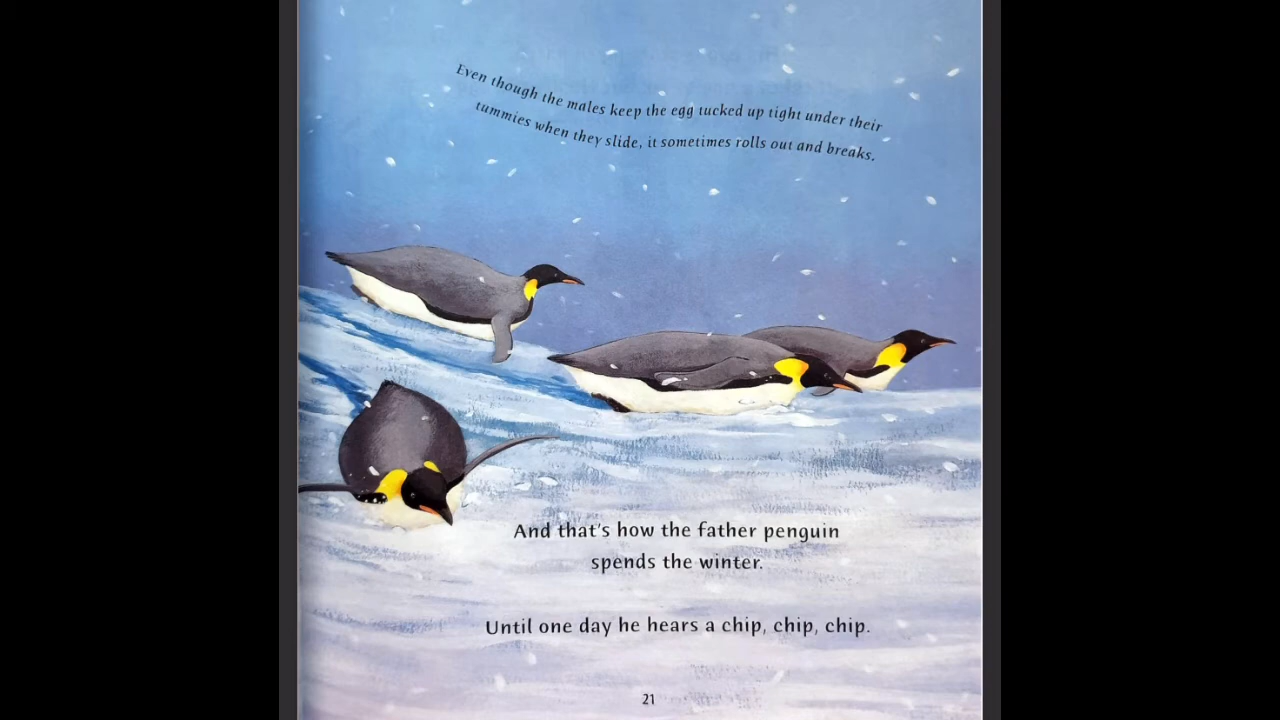 Even though the males keep the egg tucked up tight under their
tummies when they slide, it sometimes rolls out and breaks.
And that's how the father penguin
spends the winter.
Until one day he hears a chip, chip, chip.
21